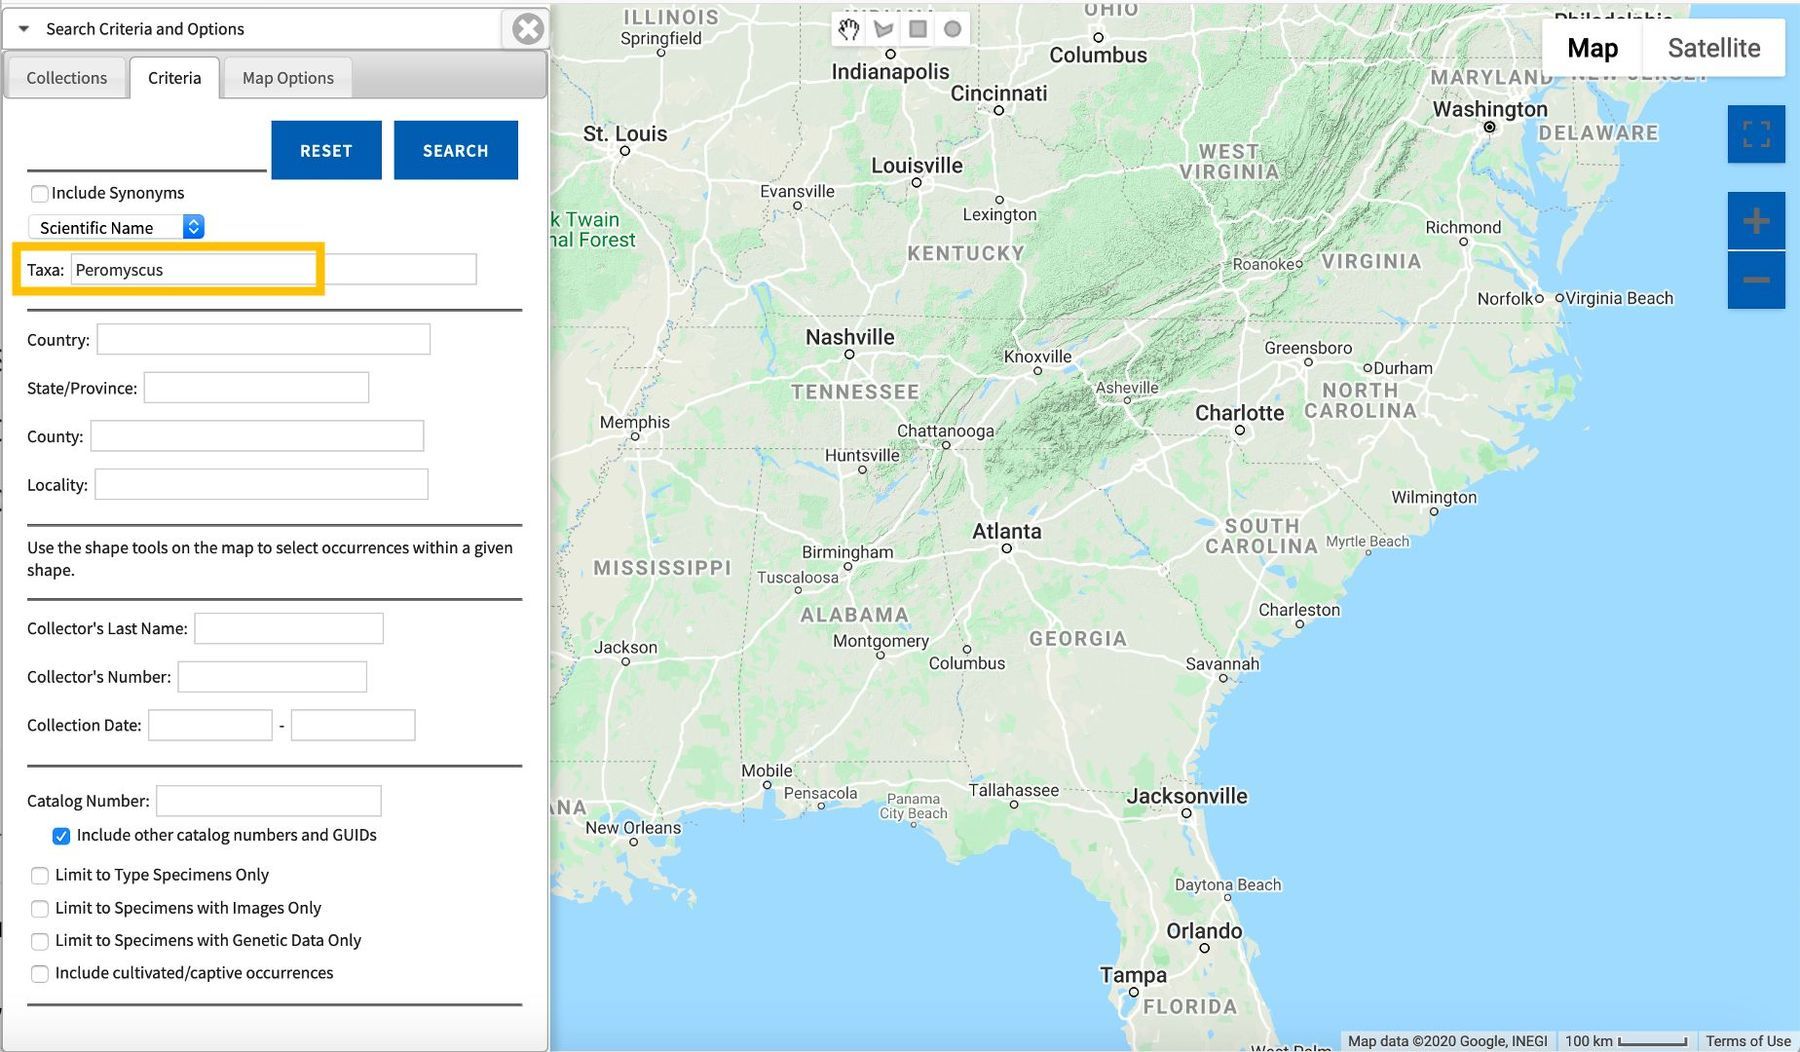 Search Criteria and Options
Collections
Criteria
Map Options
RESET
SEARCH
Include Synonyms
Scientific Name
Taxa: Peromyscus
Country:
State/Province:
County:
Locality:
Use the shape tools on the map to select occurrences within a given
shape.
Collector's Last Name:
Collector's Number:
Collection Date: -
Catalog Number:
Include other catalog numbers and GUIDs
Limit to Type Specimens Only
Limit to Specimens with Images Only
Limit to Specimens with Genetic Data Only
Include cultivated/captive occurrences
ILLINOIS
Springfield
OHIO
Columbus
Indianapolis
Cincinnati
Philadelphia
Map
Satellite
MARYLAND
NEW JERSEY
Washington
DELAWARE
St. Louis
Louisville
WEST
VIRGINIA
Evansville
Lexington
k Twain
nal Forest
Richmond
KENTUCKY
Roanoke
VIRGINIA
Norfolk
Virginia Beach
Nashville
Knoxville
Greensboro
Durham
TENNESSEE
Asheville
NORTH
CAROLINA
Charlotte
Memphis
Chattanooga
Huntsville
Wilmington
Atlanta
SOUTH
CAROLINA
Myrtle Beach
Birmingham
MISSISSIPPI
Tuscaloosa
ALABAMA
Charleston
Montgomery
GEORGIA
Jackson
Columbus
Savannah
Mobile
Pensacola
Panama
City Beach
Tallahassee
Jacksonville
ANA
New Orleans
Daytona Beach
Orlando
Tampa
FLORIDA
West Palm
Map data ©2020 Google, INEGI
100 km
Terms of Use